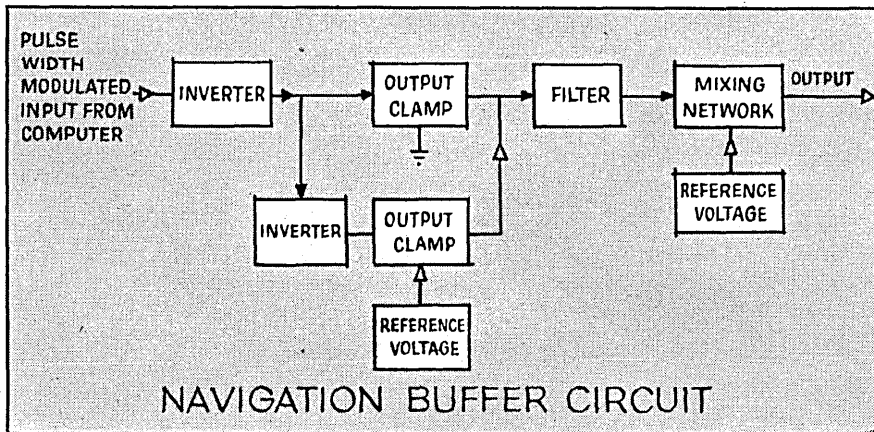 PULSE
WIDTH
MODULATED
INPUT FROM
COMPUTER
INVERTER
OUTPUT
CLAMP
FILTER
MIXING
NETWORK
OUTPUT
INVERTER
OUTPUT
CLAMP
REFERENCE
VOLTAGE
REFERENCE
VOLTAGE
NAVIGATION BUFFER CIRCUIT